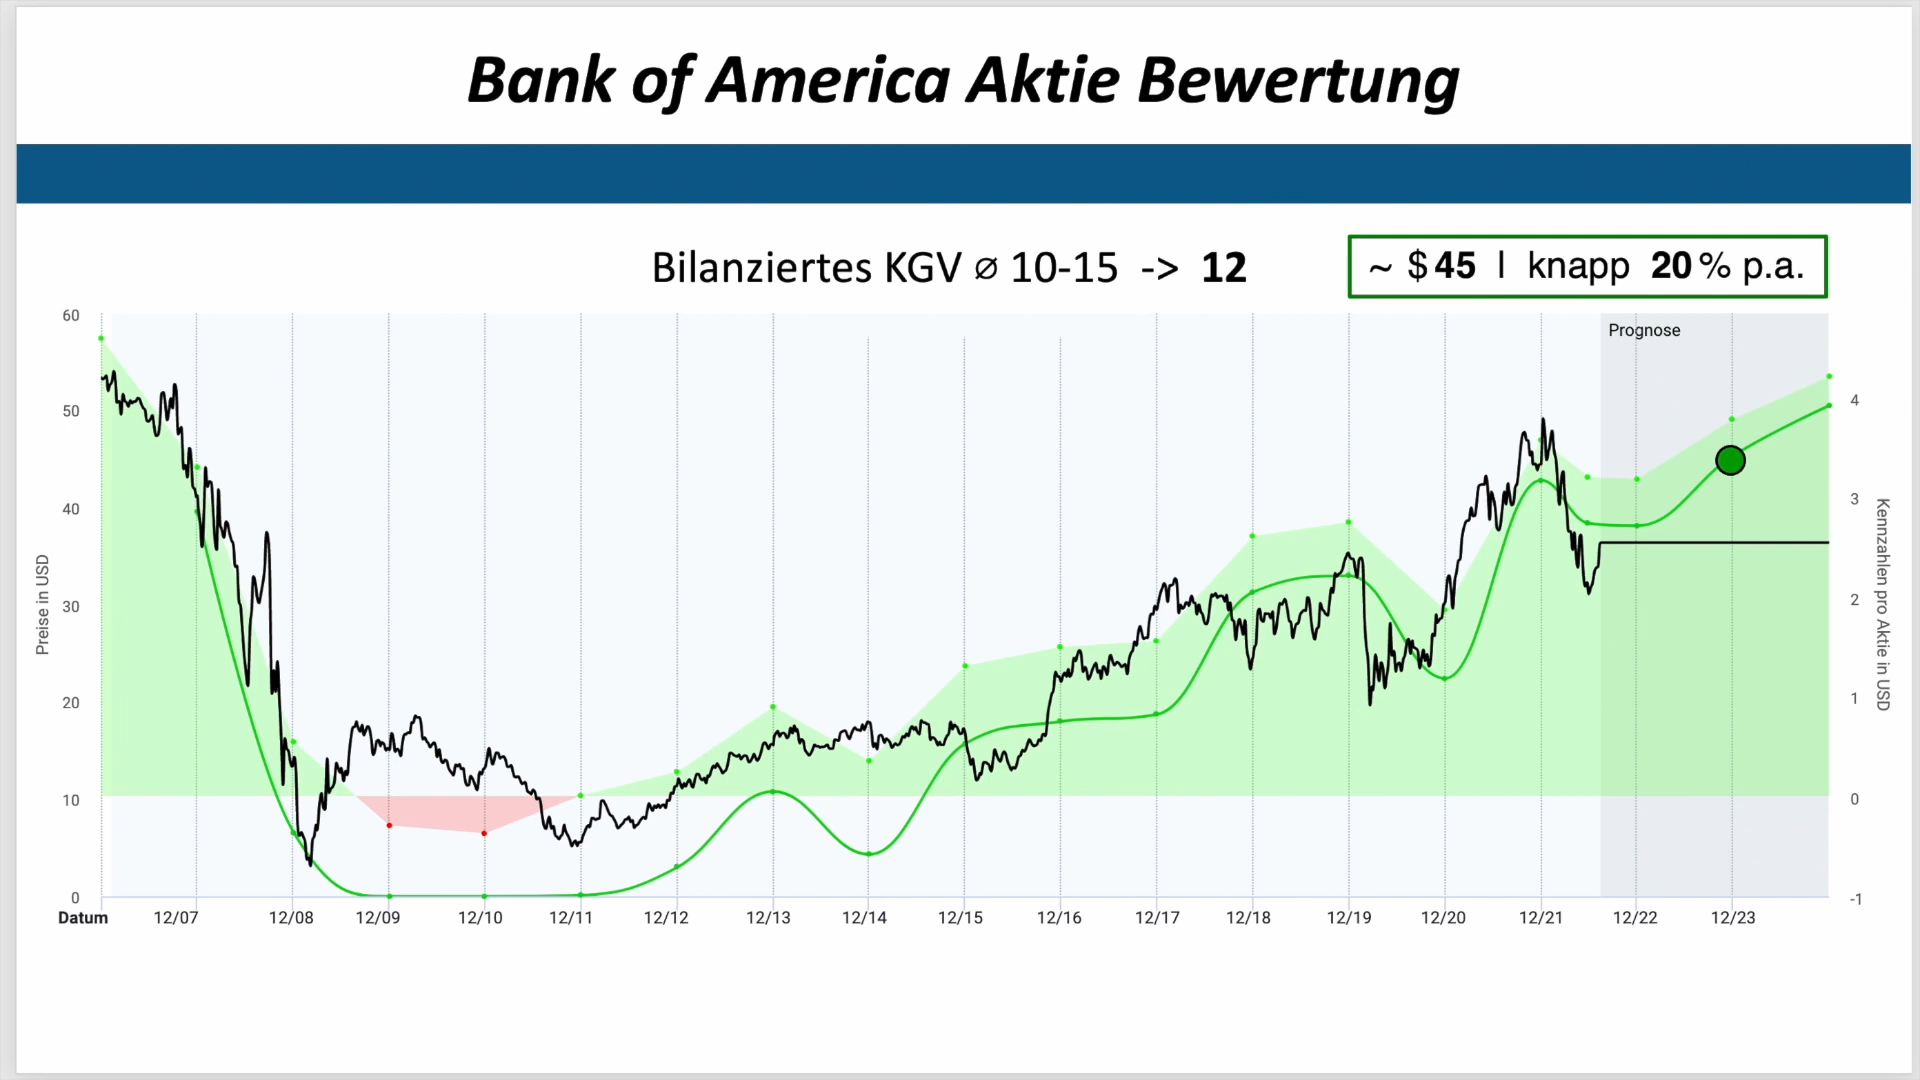 Bank of America Aktie Bewertung
Bilanziertes KGV ⌀ 10-15 -> 12
~ $45 | knapp 20% p.a.
Prognose
60
50
40
30
20
10
0
Preise in USD
4
3
2
1
0
-1
Kennzahlen pro Aktie in USD
Datum 12/07 12/08 12/09 12/10 12/11 12/12 12/13 12/14 12/15 12/16 12/17 12/18 12/19 12/20 12/21 12/22 12/23